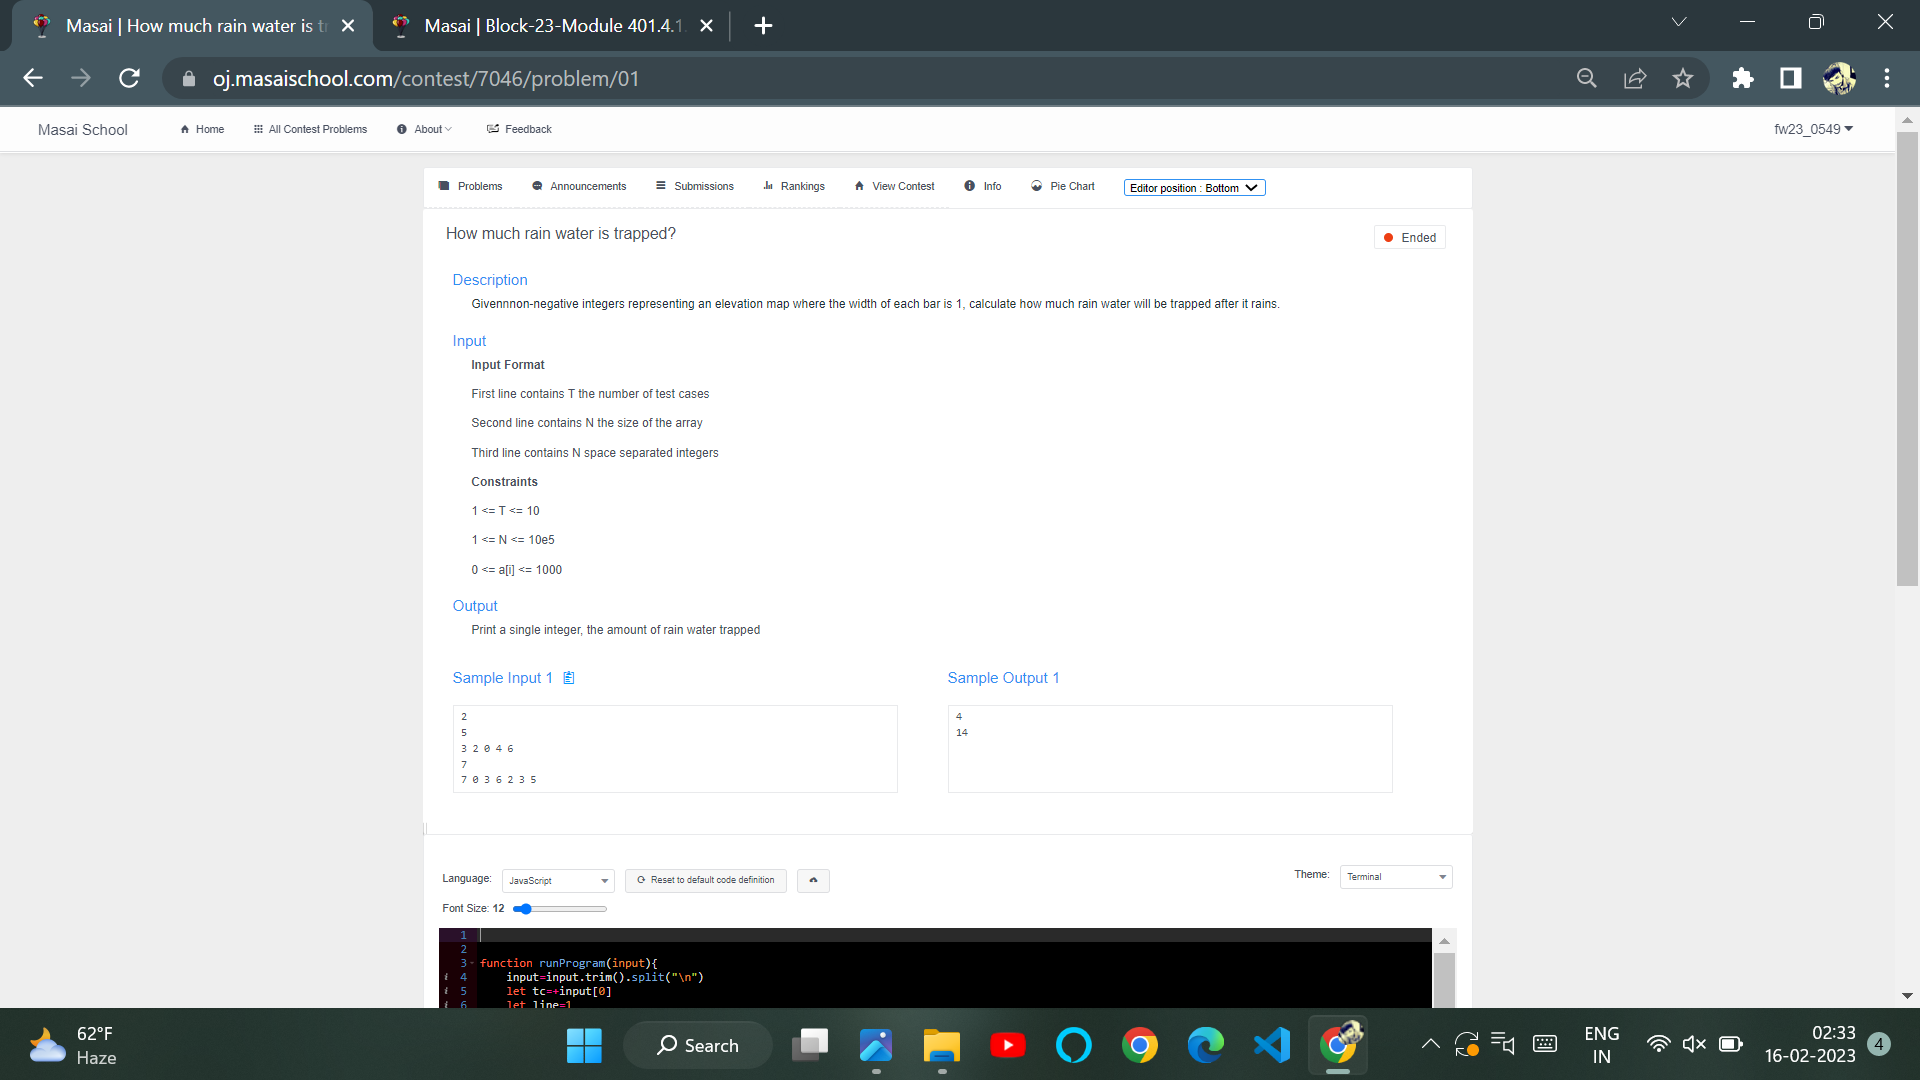 Masai | How much rain water is tr
Masai | Block-23-Module 401.4.1
oj.masaischool.com/contest/7046/problem/01
Masai School
Home
All Contest Problems
About
Feedback
fw23_0549
Problems
Announcements
Submissions
Rankings
View Contest
Info
Pie Chart
Editor position : Bottom
How much rain water is trapped?
Ended
Description
Givennnon-negative integers representing an elevation map where the width of each bar is 1, calculate how much rain water will be trapped after it rains.
Input
Input Format
First line contains T the number of test cases
Second line contains N the size of the array
Third line contains N space separated integers
Constraints
1 <= T <= 10
1 <= N <= 10e5
0 <= a[i] <= 1000
Output
Print a single integer, the amount of rain water trapped
Sample Input 1
2
5
3 2 0 4 6
7
7 0 3 6 2 3 5
Sample Output 1
4
14
Language:
JavaScript
Reset to default code definition
Theme:
Terminal
Font Size: 12
1
2
3 function runProgram(input){
4 input=input.trim().split("\n")
5 let tc=+input[0]
6 let line=1
62°F
Haze
Search
ENG
IN
02:33
16-02-2023
4